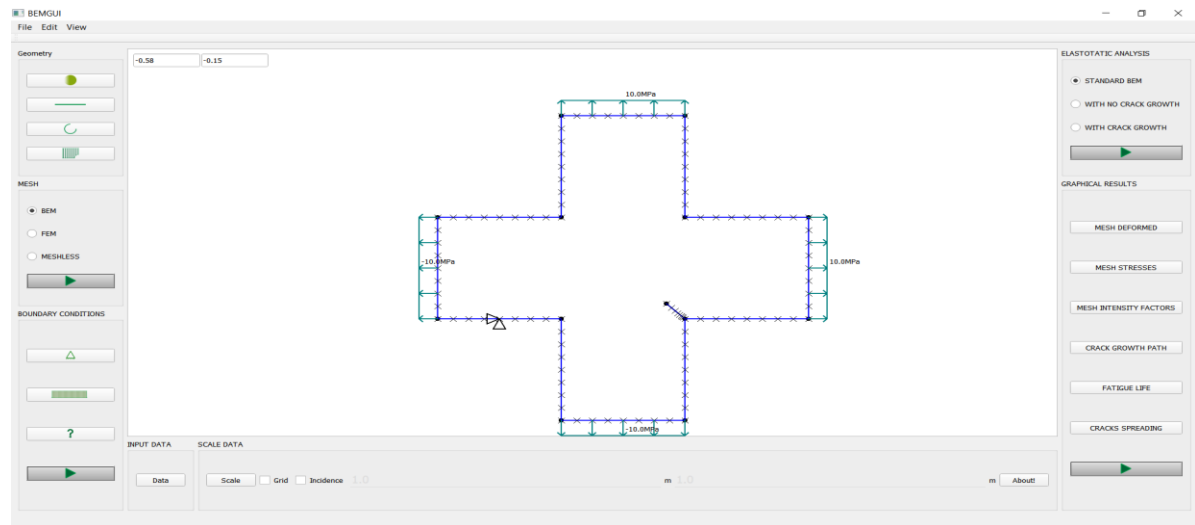 BEMGUI
File Edit View
Geometry
-0.58 -0.15
10.0MPa
-10.0MPa
10.0MPa
-10.0MPa
MESH
BEM
FEM
MESHLESS
BOUNDARY CONDITIONS
?
INPUT DATA SCALE DATA
Data Scale Grid Incidence 1.0 m 1.0 m About!
ELASTOTATIC ANALYSIS
STANDARD BEM
WITH NO CRACK GROWTH
WITH CRACK GROWTH
GRAPHICAL RESULTS
MESH DEFORMED
MESH STRESSES
MESH INTENSITY FACTORS
CRACK GROWTH PATH
FATIGUE LIFE
CRACKS SPREADING